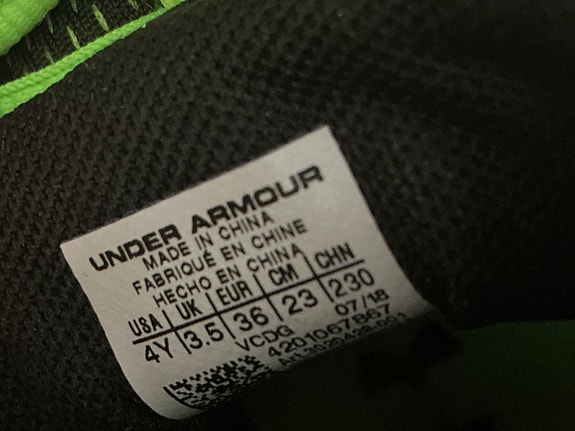 UNDER ARMOUR
MADE IN CHINA
FABRIQUÉ EN CHINE
HECHO EN CHINA
USA UK EUR CM CHN
4Y 3.5 36 23 230
VCDG 07/18
4201067867